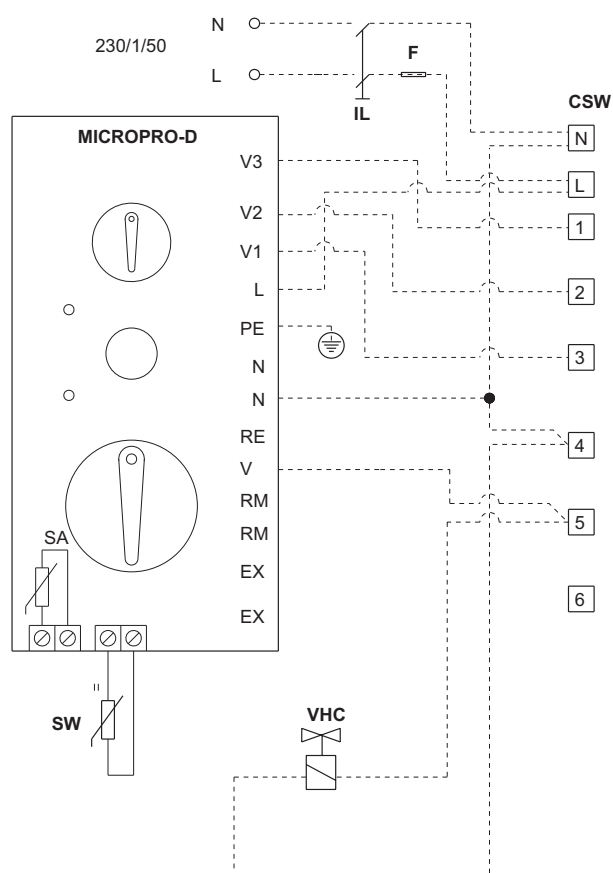 N
230/1/50
L
F
IL
CSW
MICROPRO-D
N
V3
L
V2
1
V1
L
2
PE
3
N
N
RE
4
V
RM
5
RM
SA
EX
6
EX
SW
VHC